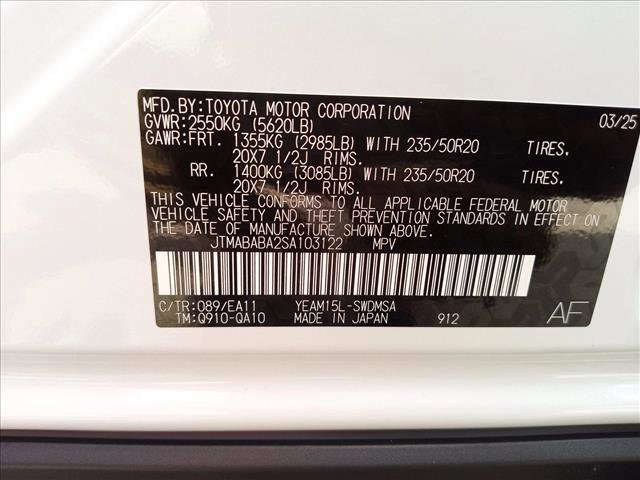 MFD.BY:TOYOTA MOTOR CORPORATION 03/25
GVWR:2550KG (5620LB)
GAWR:FRT. 1355KG (2985LB) WITH 235/50R20 TIRES.
20X7 1/2J RIMS.
RR. 1400KG (3085LB) WITH 235/50R20 TIRES.
20X7 1/2J RIMS.
THIS VEHICLE CONFORMS TO ALL APPLICABLE FEDERAL MOTOR
VEHICLE SAFETY AND THEFT PREVENTION STANDARDS IN EFFECT ON
THE DATE OF MANUFACTURE SHOWN ABOVE.
JTMABABA2SA103122 MPV
C/TR:089/EA11 YEAM15L-SWDMSA
TM:Q910-QA10 MADE IN JAPAN 912 AF